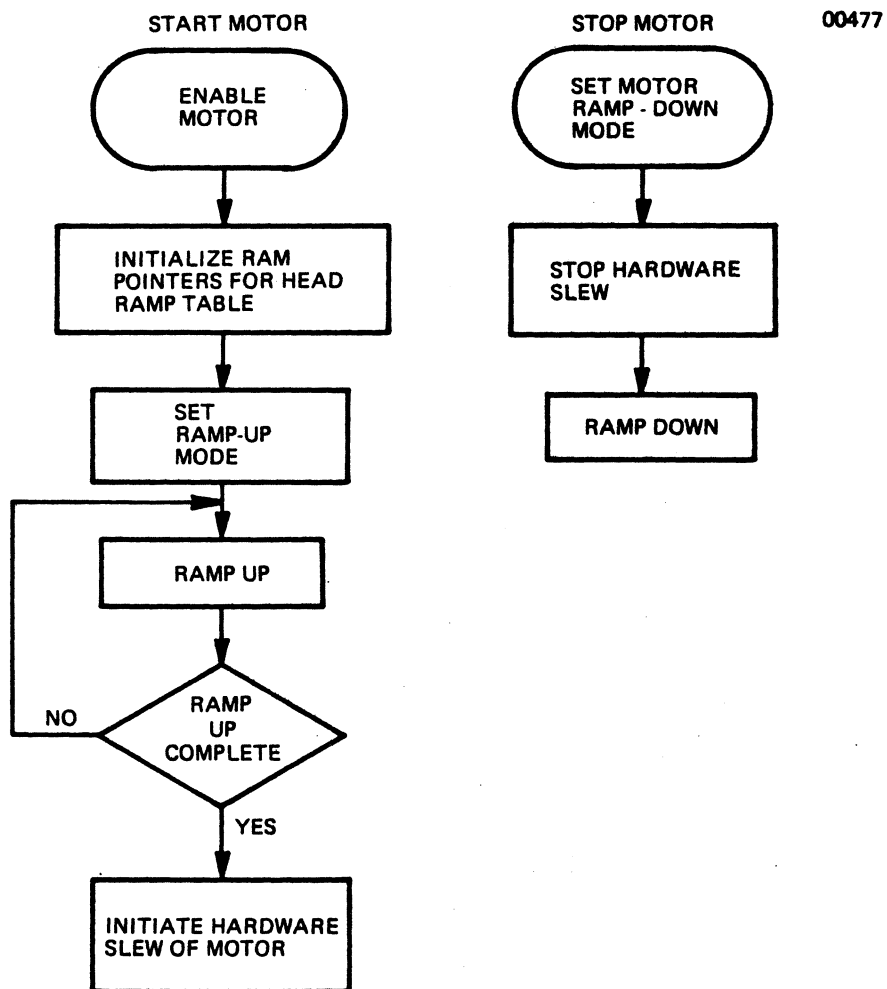 START MOTOR
ENABLE
MOTOR
INITIALIZE RAM
POINTERS FOR HEAD
RAMP TABLE
SET
RAMP-UP
MODE
RAMP UP
RAMP
UP
COMPLETE
NO
YES
INITIATE HARDWARE
SLEW OF MOTOR
STOP MOTOR
SET MOTOR
RAMP - DOWN
MODE
STOP HARDWARE
SLEW
RAMP DOWN
00477